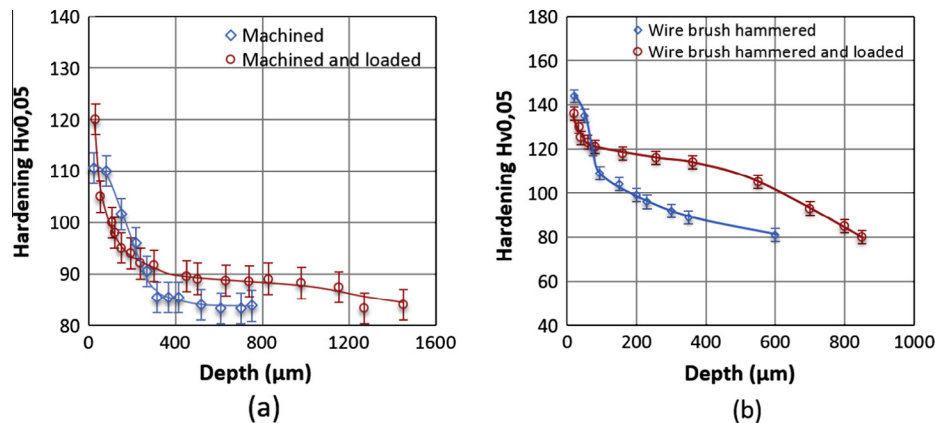 140
130
120
110
100
90
80
Hardening Hv0,05
Machined
Machined and loaded
0 400 800 1200 1600
Depth (µm)
(a)
180
160
140
120
100
80
60
40
Hardening Hv0,05
Wire brush hammered
Wire brush hammered and loaded
0 200 400 600 800 1000
Depth (µm)
(b)